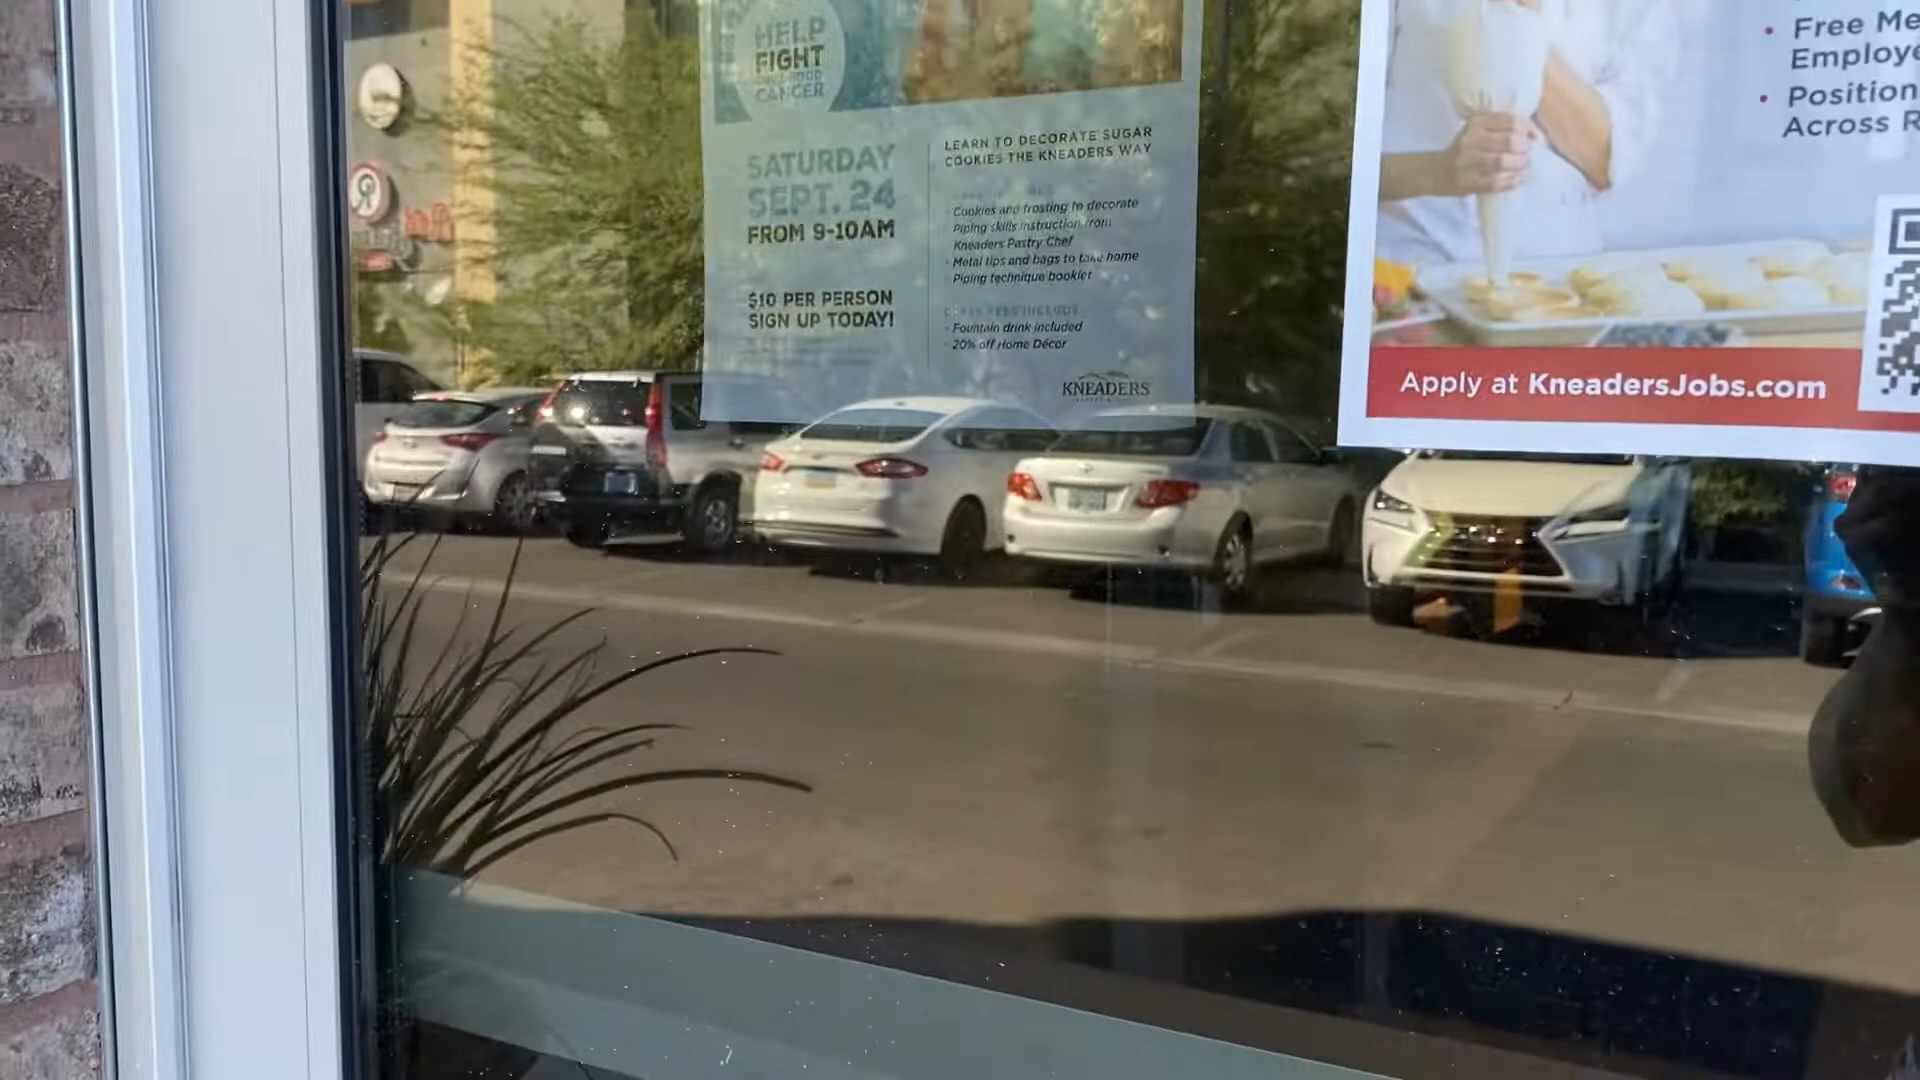 HELP
FIGHT
CANCER
SATURDAY
SEPT. 24
FROM 9-10AM
$10 PER PERSON
SIGN UP TODAY!
LEARN TO DECORATE SUGAR
COOKIES THE KNEADERS WAY
· Cookies and frosting to decorate
Piping skills instruction from
Kneaders Pastry Chef
· Metal tips and bags to take home
· Piping technique booklet
· Fountain drink included
· 20% off Home Décor
KNEADERS
• Free Me
Employe
• Position
Across R
Apply at KneadersJobs.com